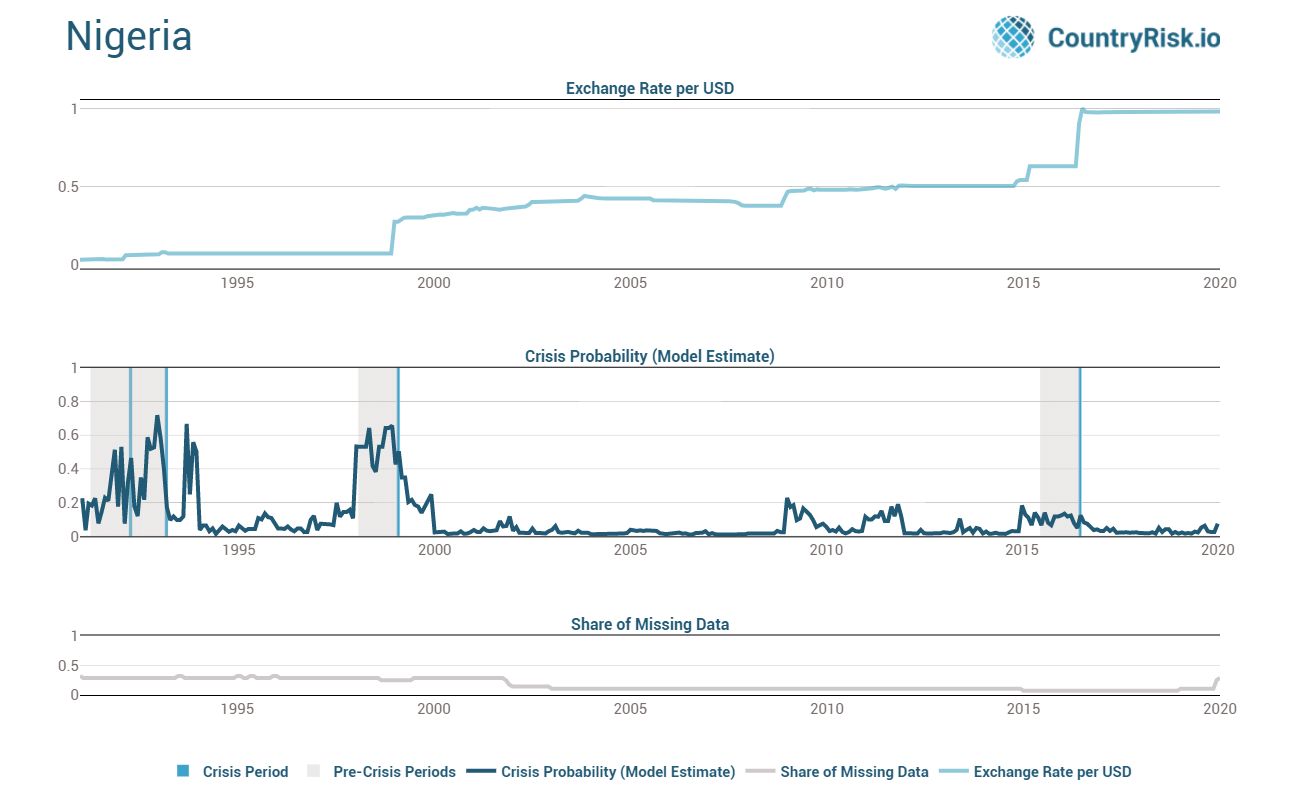 Nigeria
CountryRisk.io
Exchange Rate per USD
1
0.5
0
1995 2000 2005 2010 2015 2020
Crisis Probability (Model Estimate)
1
0.8
0.6
0.4
0.2
0
1995 2000 2005 2010 2015 2020
Share of Missing Data
1
0.5
0
1995 2000 2005 2010 2015 2020
Crisis Period Pre-Crisis Periods Crisis Probability (Model Estimate) Share of Missing Data Exchange Rate per USD